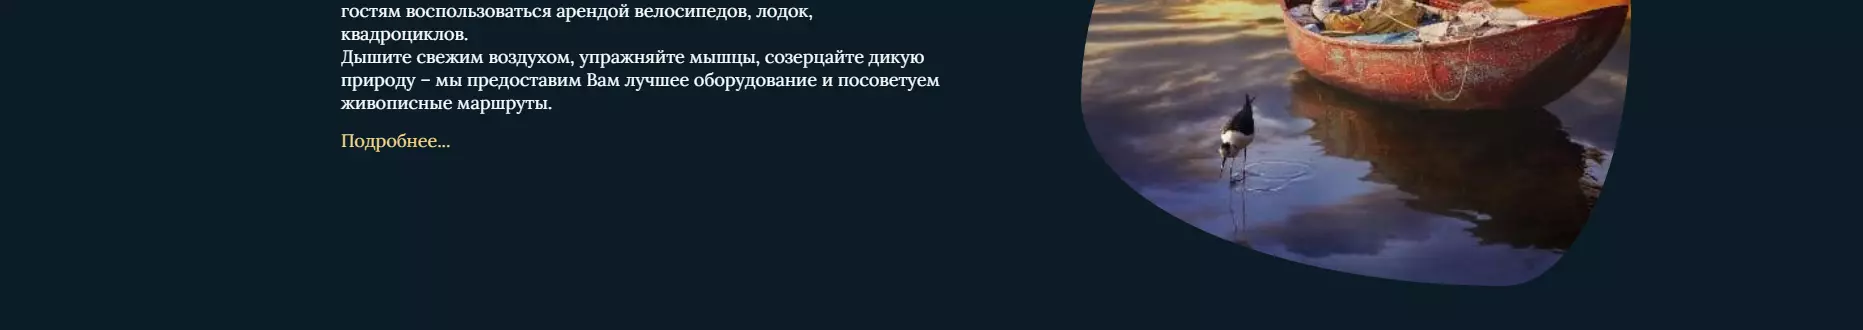 гостям воспользоваться арендой велосипедов, лодок,
квадроциклов.
Дышите свежим воздухом, упражняйте мышцы, созерцайте дикую
природу – мы предоставим Вам лучшее оборудование и посоветуем
живописные маршруты.
Подробнее...